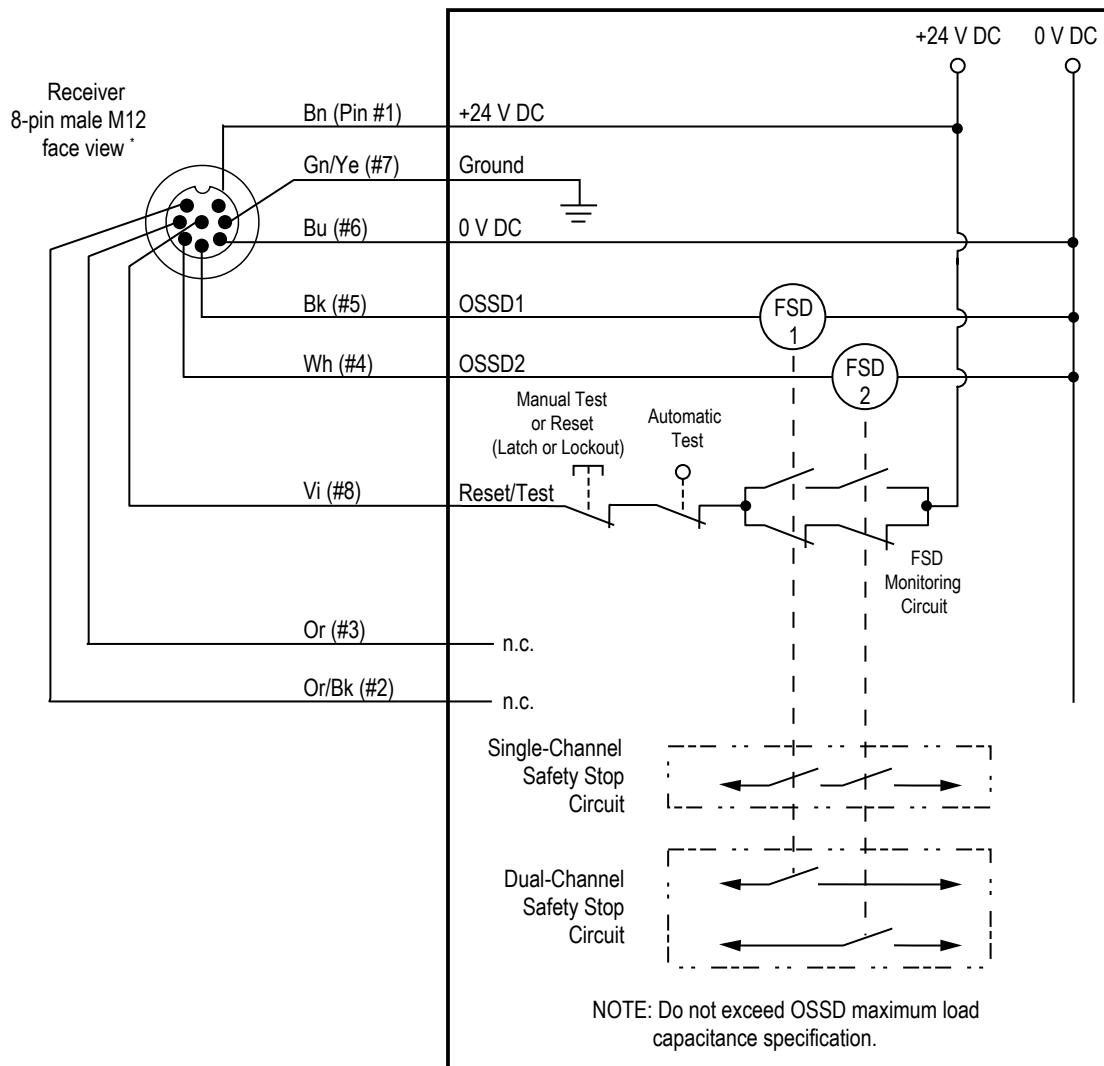 +24 V DC
0 V DC
Receiver
8-pin male M12
face view *
Bn (Pin #1)
+24 V DC
Gn/Ye (#7)
Ground
Bu (#6)
0 V DC
Bk (#5)
OSSD1
FSD
1
Wh (#4)
OSSD2
FSD
2
Manual Test
or Reset
(Latch or Lockout)
Automatic
Test
Vi (#8)
Reset/Test
FSD
Monitoring
Circuit
Or (#3)
n.c.
Or/Bk (#2)
n.c.
Single-Channel
Safety Stop
Circuit
Dual-Channel
Safety Stop
Circuit
NOTE: Do not exceed OSSD maximum load
capacitance specification.